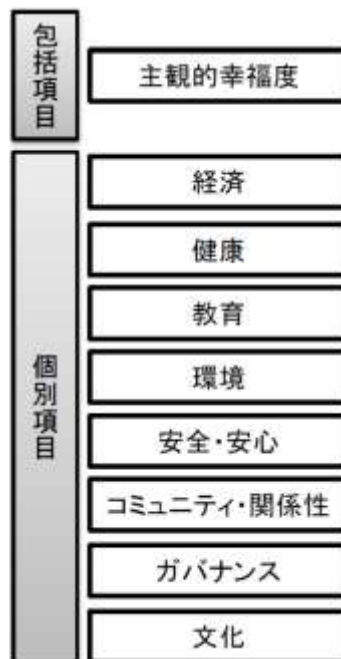 包括項目
主観的幸福度
個別項目
経済
健康
教育
環境
安全・安心
コミュニティ・関係性
ガバナンス
文化